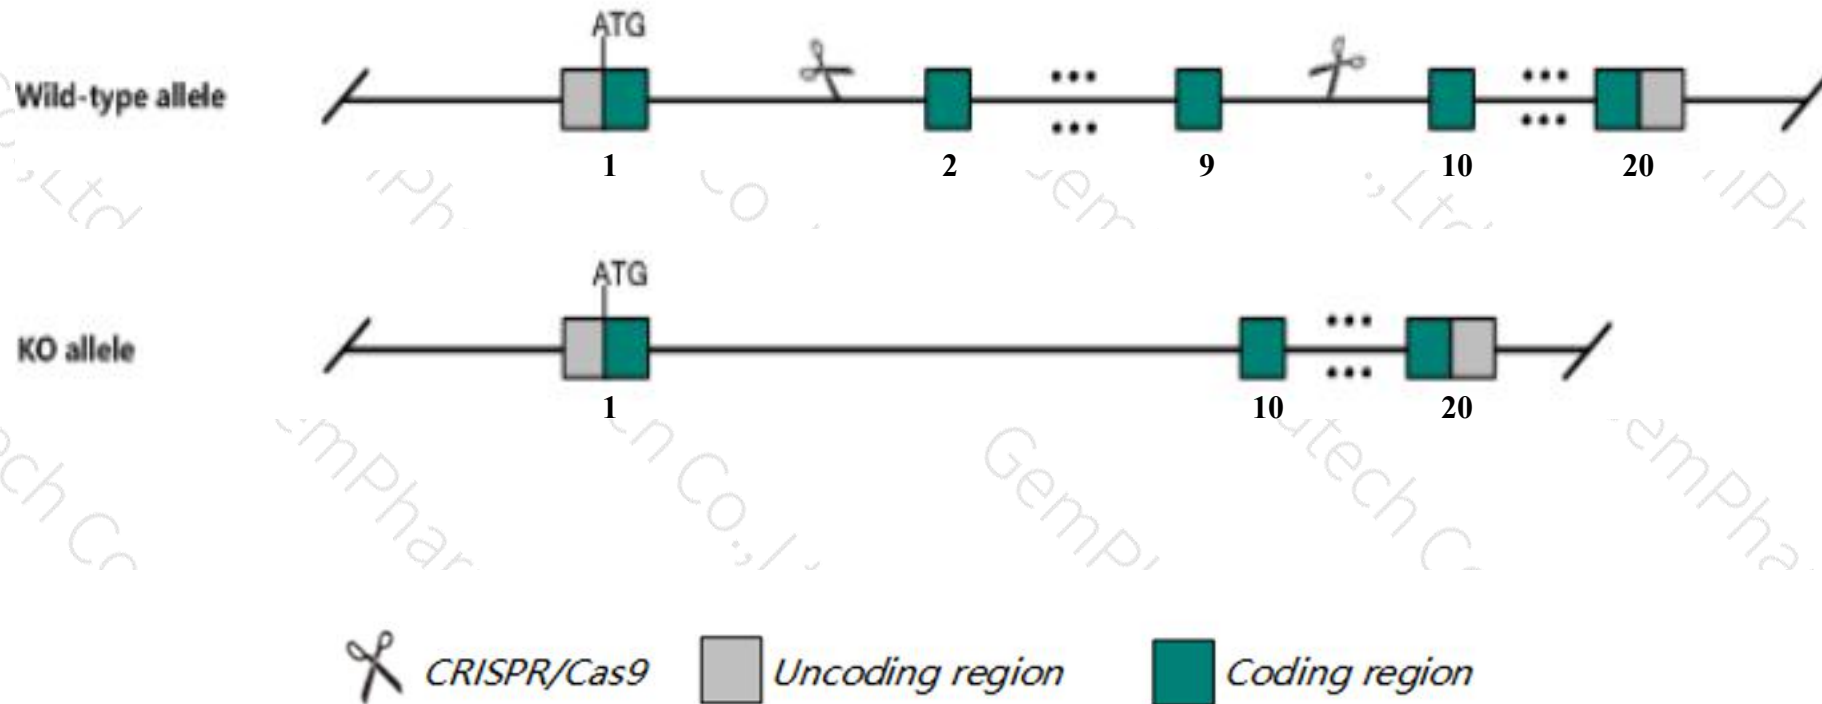 ATG
Wild-type allele
1 2 9 10 20
ATG
KO allele
1 10 20
CRISPR/Cas9 Uncoding region Coding region